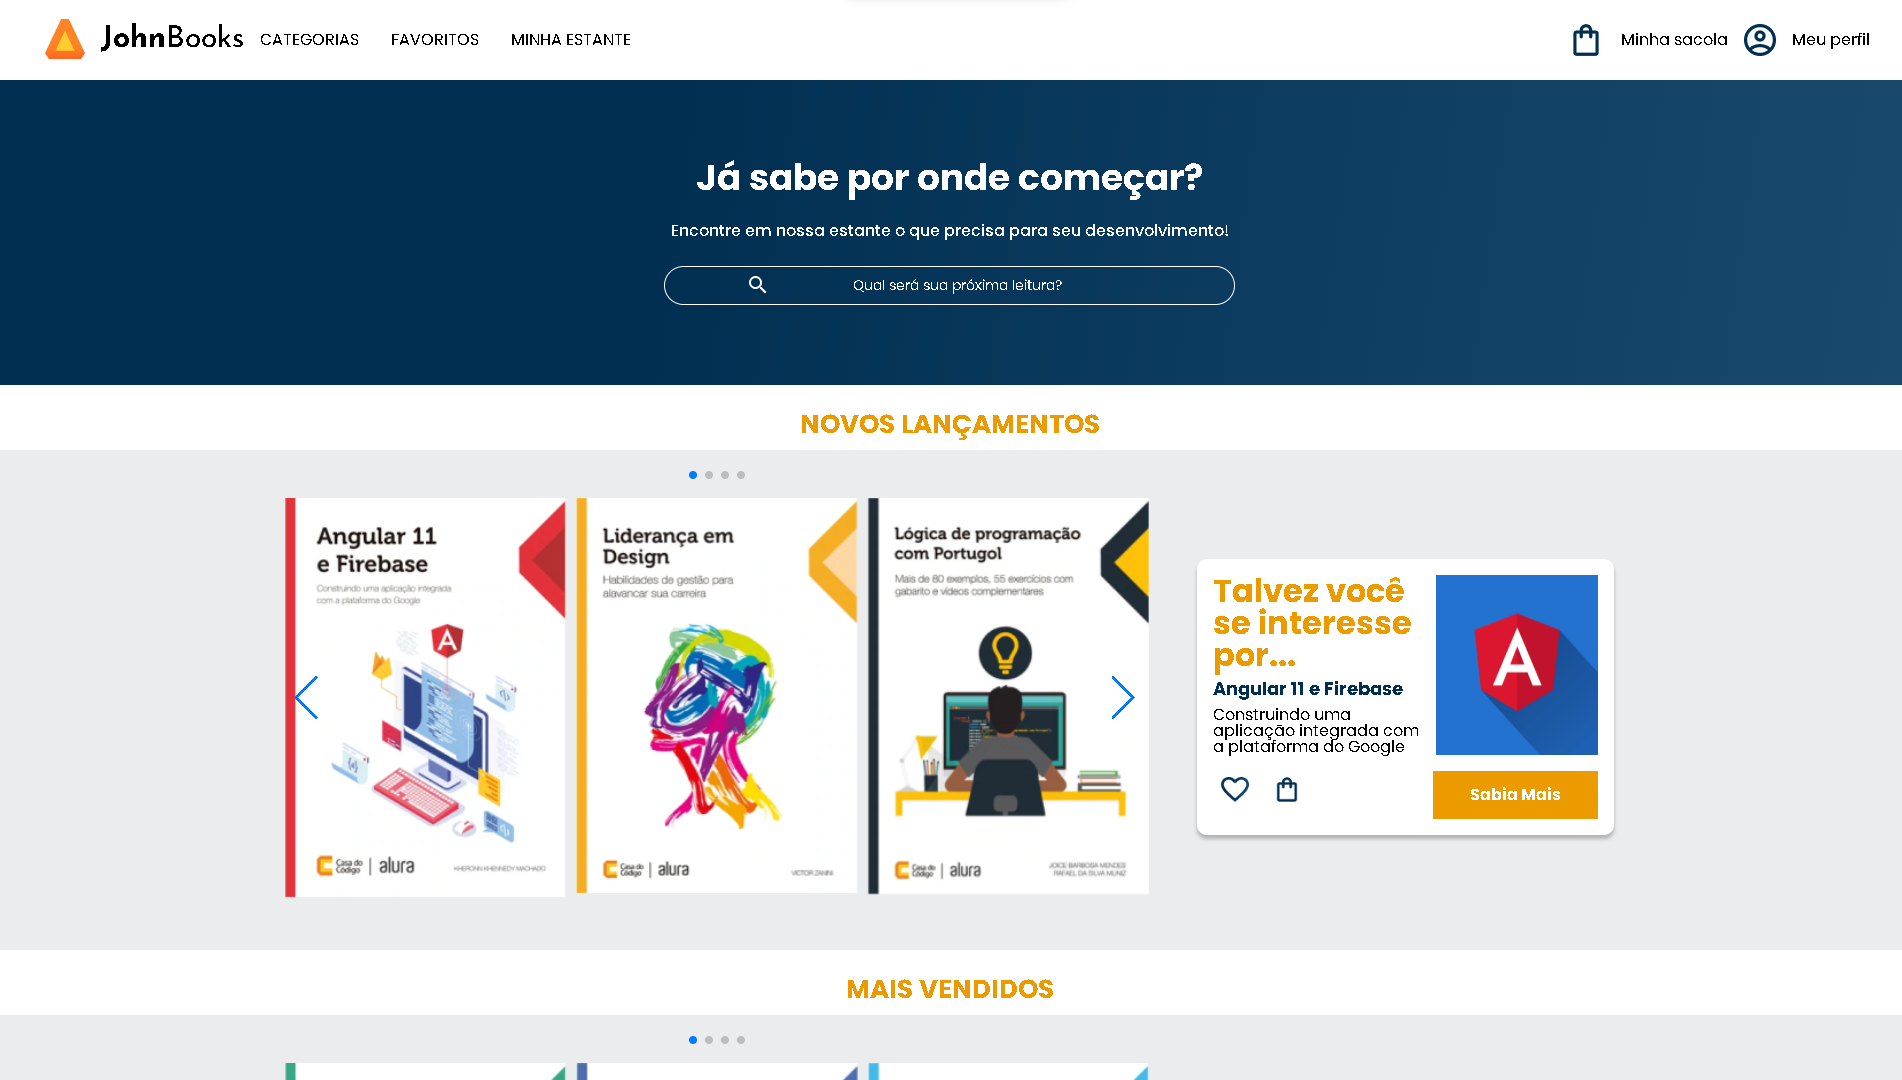 JohnBooks
CATEGORIAS
FAVORITOS
MINHA ESTANTE
Minha sacola
Meu perfil
Já sabe por onde começar?
Encontre em nossa estante o que precisa para seu desenvolvimento!
Qual será sua próxima leitura?
NOVOS LANÇAMENTOS
Angular 11
e Firebase
Construindo uma aplicação integrada
com a plataforma do Google
A
Casa do
Código
alura
KHERONN KHENNEDY MACHADO
Liderança em
Design
Habilidades de gestão para
alavancar sua carreira
Casa do
Código
alura
VICTOR ZANINI
Lógica de programação
com Portugol
Mais de 80 exemplos, 55 exercícios com
gabarito e vídeos complementares
Casa do
Código
alura
JOICE BARBOSA MENDES
RAFAEL DA SILVA MUNIZ
Talvez você
se interesse
por...
Angular 11 e Firebase
Construindo uma
aplicação integrada com
a plataforma do Google
A
Sabia Mais
MAIS VENDIDOS